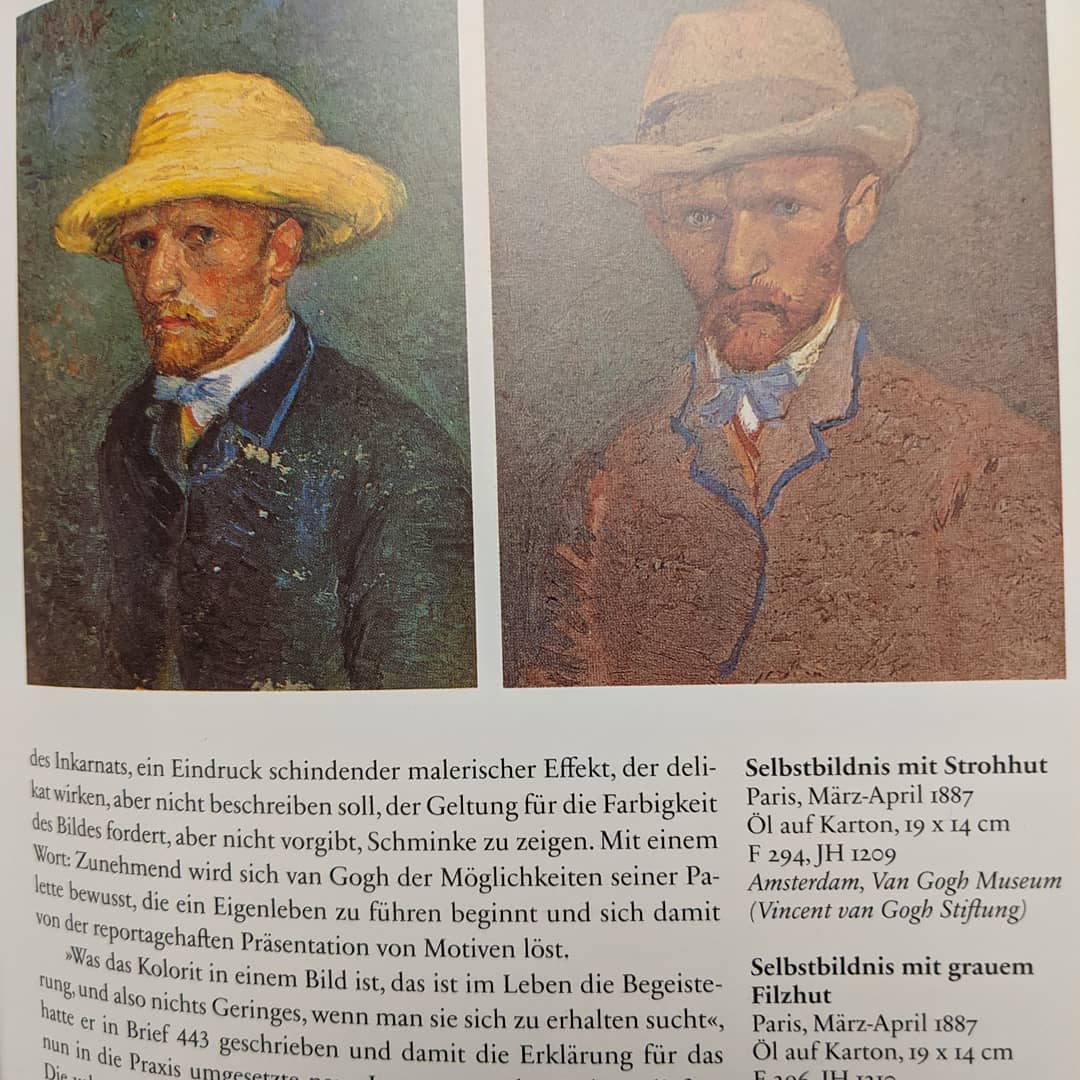 des Inkarnats, ein Eindruck schindender malerischer Effekt, der deli-
kat wirken, aber nicht beschreiben soll, der Geltung für die Farbigkeit
des Bildes fordert, aber nicht vorgibt, Schminke zu zeigen. Mit einem
Wort: Zunehmend wird sich van Gogh der Möglichkeiten seiner Pa-
lette bewusst, die ein Eigenleben zu führen beginnt und sich damit
von der reportagehaften Präsentation von Motiven löst.
»Was das Kolorit in einem Bild ist, das ist im Leben die Begeiste-
rung, und also nichts Geringes, wenn man sie sich zu erhalten sucht«,
hatte er in Brief 443 geschrieben und damit die Erklärung für das
nun in die Praxis umgesetzte
Die
Selbstbildnis mit Strohhut
Paris, März-April 1887
Öl auf Karton, 19 x 14 cm
F 294, JH 1209
Amsterdam, Van Gogh Museum
(Vincent van Gogh Stiftung)
Selbstbildnis mit grauem
Filzhut
Paris, März-April 1887
Öl auf Karton, 19 x 14 cm
F 296, JH 1210